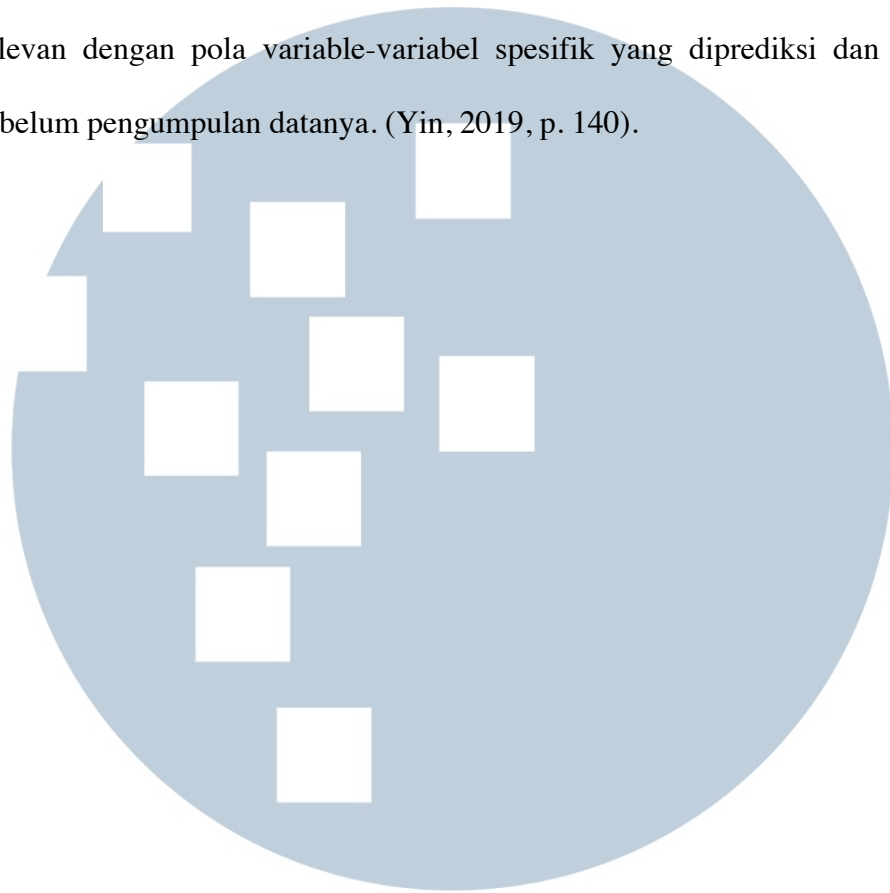 levan dengan pola variable-variabel spesifik yang diprediksi dan
belum pengumpulan datanya. (Yin, 2019, p. 140).